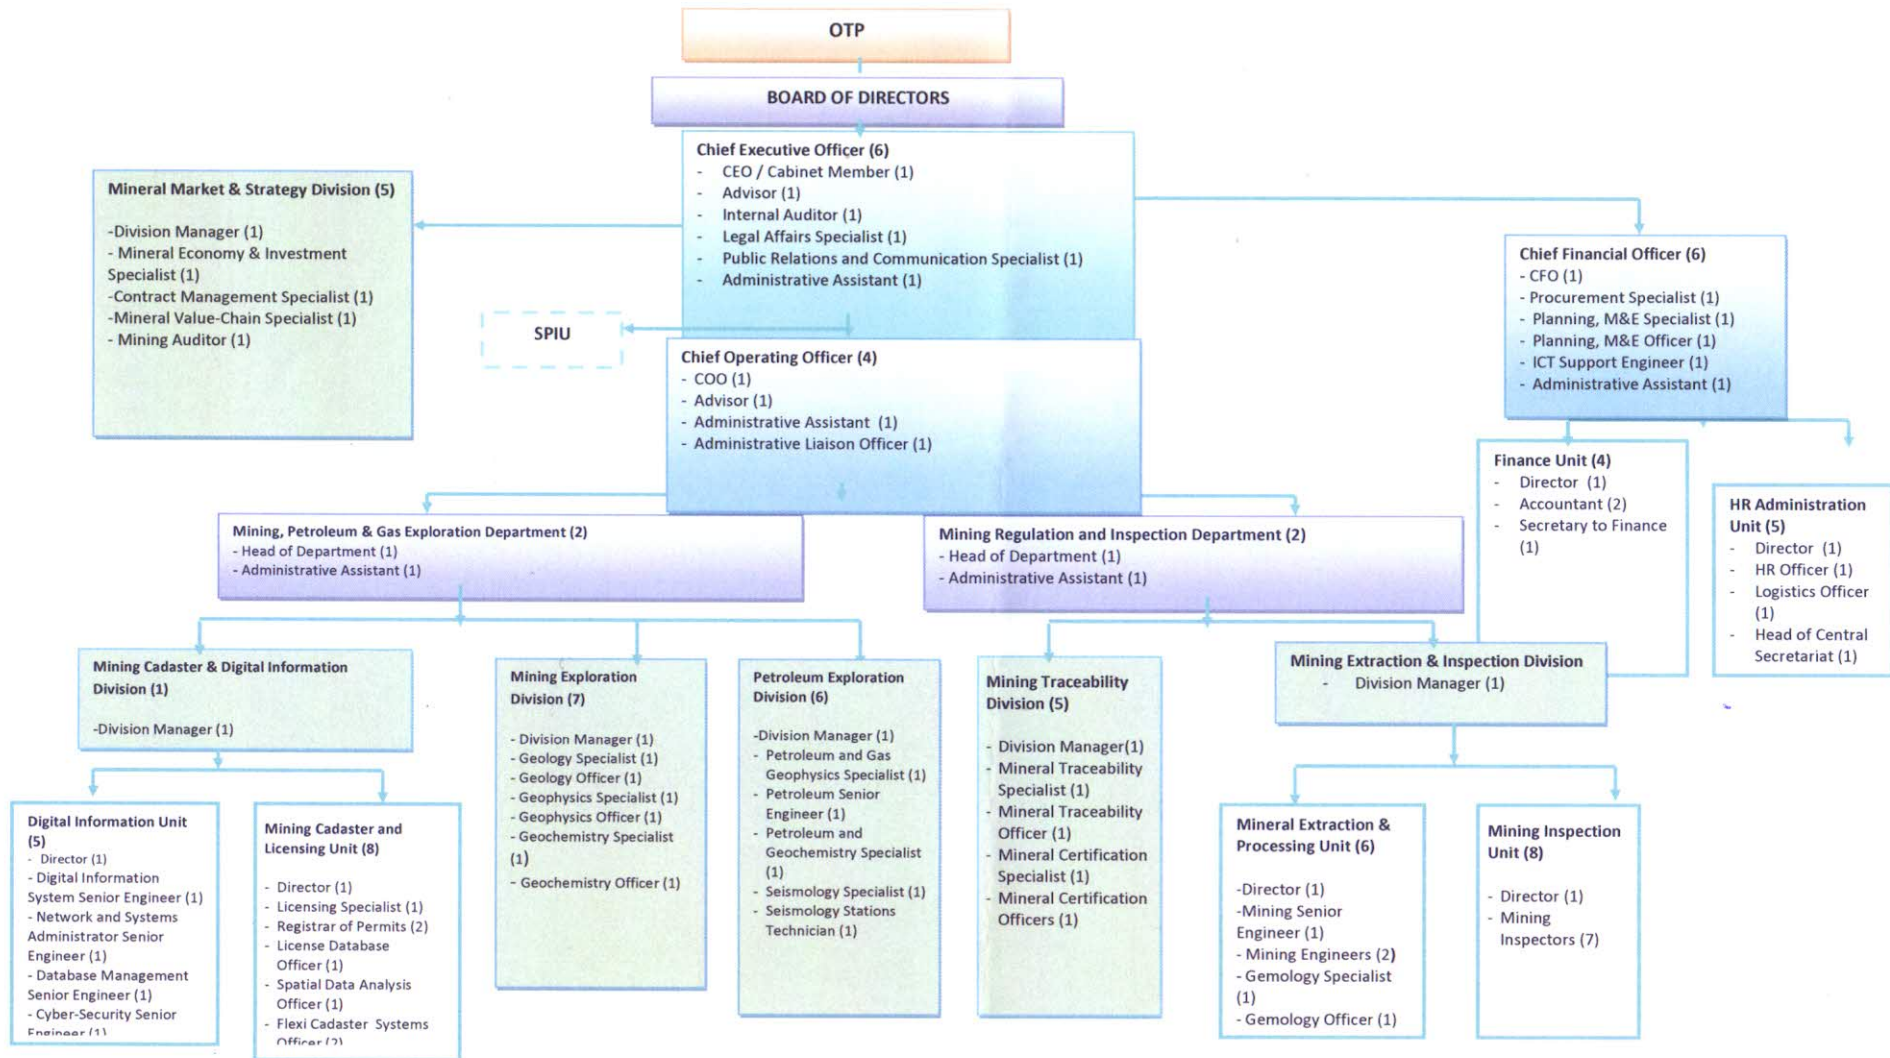 OTP
BOARD OF DIRECTORS
Chief Executive Officer (6)
- CEO / Cabinet Member (1)
- Advisor (1)
- Internal Auditor (1)
- Legal Affairs Specialist (1)
- Public Relations and Communication Specialist (1)
- Administrative Assistant (1)
Mineral Market & Strategy Division (5)
-Division Manager (1)
- Mineral Economy & Investment
Specialist (1)
-Contract Management Specialist (1)
-Mineral Value-Chain Specialist (1)
- Mining Auditor (1)
SPIU
Chief Operating Officer (4)
- COO (1)
- Advisor (1)
- Administrative Assistant (1)
- Administrative Liaison Officer (1)
Chief Financial Officer (6)
- CFO (1)
- Procurement Specialist (1)
- Planning, M&E Specialist (1)
- Planning, M&E Officer (1)
- ICT Support Engineer (1)
- Administrative Assistant (1)
Finance Unit (4)
- Director (1)
- Accountant (2)
- Secretary to Finance
(1)
HR Administration
Unit (5)
- Director (1)
- HR Officer (1)
- Logistics Officer
(1)
- Head of Central
Secretariat (1)
Mining, Petroleum & Gas Exploration Department (2)
- Head of Department (1)
- Administrative Assistant (1)
Mining Regulation and Inspection Department (2)
- Head of Department (1)
- Administrative Assistant (1)
Mining Cadaster & Digital Information
Division (1)
-Division Manager (1)
Mining Exploration
Division (7)
- Division Manager (1)
- Geology Specialist (1)
- Geology Officer (1)
- Geophysics Specialist (1)
- Geophysics Officer (1)
- Geochemistry Specialist
(1)
- Geochemistry Officer (1)
Petroleum Exploration
Division (6)
-Division Manager (1)
- Petroleum and Gas
Geophysics Specialist (1)
- Petroleum Senior
Engineer (1)
- Petroleum and
Geochemistry Specialist
(1)
- Seismology Specialist (1)
- Seismology Stations
Technician (1)
Mining Traceability
Division (5)
- Division Manager(1)
- Mineral Traceability
Specialist (1)
- Mineral Traceability
Officer (1)
- Mineral Certification
Specialist (1)
- Mineral Certification
Officers (1)
Mining Extraction & Inspection Division
- Division Manager (1)
Digital Information Unit
(5)
- Director (1)
- Digital Information
System Senior Engineer (1)
- Network and Systems
Administrator Senior
Engineer (1)
- Database Management
Senior Engineer (1)
- Cyber-Security Senior
Engineer (1)
Mining Cadaster and
Licensing Unit (8)
- Director (1)
- Licensing Specialist (1)
- Registrar of Permits (2)
- License Database
Officer (1)
- Spatial Data Analysis
Officer (1)
- Flexi Cadaster Systems
Officer (2)
Mineral Extraction &
Processing Unit (6)
-Director (1)
-Mining Senior
Engineer (1)
- Mining Engineers (2)
- Gemology Specialist
(1)
- Gemology Officer (1)
Mining Inspection
Unit (8)
- Director (1)
- Mining
Inspectors (7)